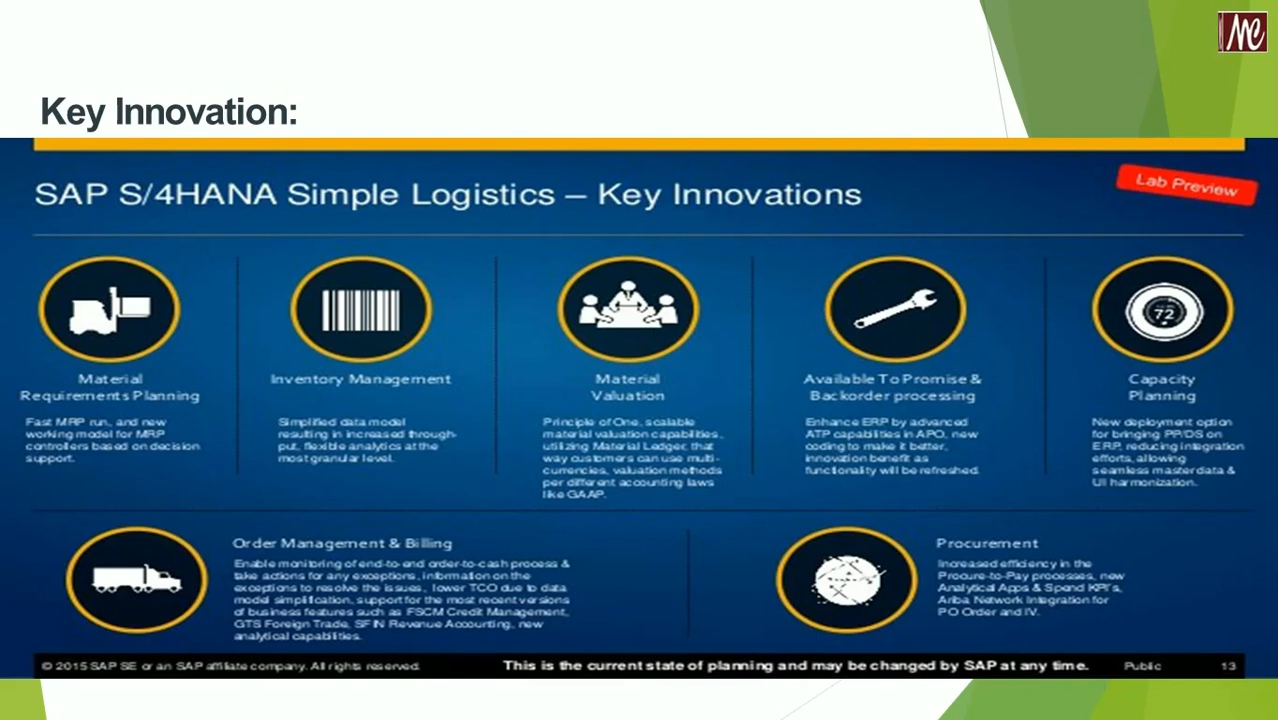 Me
Key Innovation:
SAP S/4HANA Simple Logistics – Key Innovations
Lab Preview
Material
Requirements Planning
Fast MRP run, and new
working model for MRP
controllers based on decision
support.
Inventory Management
Simplified data model
resulting in increased through-
put, flexible analytics at the
most granular level.
Material
Valuation
Principle of One, scalable
material valuation capabilities,
utilizing Material Ledger, that
way customers can use multi-
currencies, valuation methods
per different accounting laws
like GAAP.
Available To Promise &
Backorder processing
Enhance ERP by advanced
ATP capabilities in APO, new
coding to make it better,
innovation benefit as
functionality will be refreshed.
72
Capacity
Planning
New deployment option
for bringing PP/DS on
ERP, reducing integration
efforts, allowing
seamless master data &
UI harmonization.
Order Management & Billing
Enable monitoring of end-to-end order-to-cash process &
take actions for any exceptions, information on the
exceptions to resolve the issues, lower TCO due to data
model simplification, support for the most recent versions
of business features such as FSCM Credit Management,
GTS Foreign Trade, SFIN Revenue Accounting, new
analytical capabilities.
Procurement
Increased efficiency in the
Procure-to-Pay processes, new
Analytical Apps & Spend KPI's,
Ariba Network Integration for
PO Order and IV.
© 2015 SAP SE or an SAP affiliate company. All rights reserved.
This is the current state of planning and may be changed by SAP at any time.
Public
13